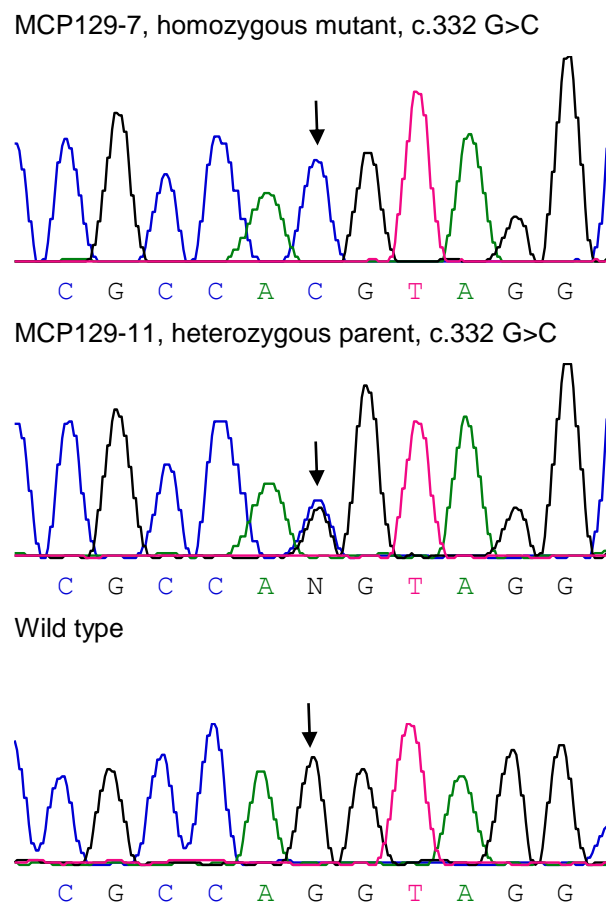 MCP129-7, homozygous mutant, c.332 G>C
C G C C A C G T A G G
MCP129-11, heterozygous parent, c.332 G>C
C G C C A N G T A G G
Wild type
C G C C A G G T A G G